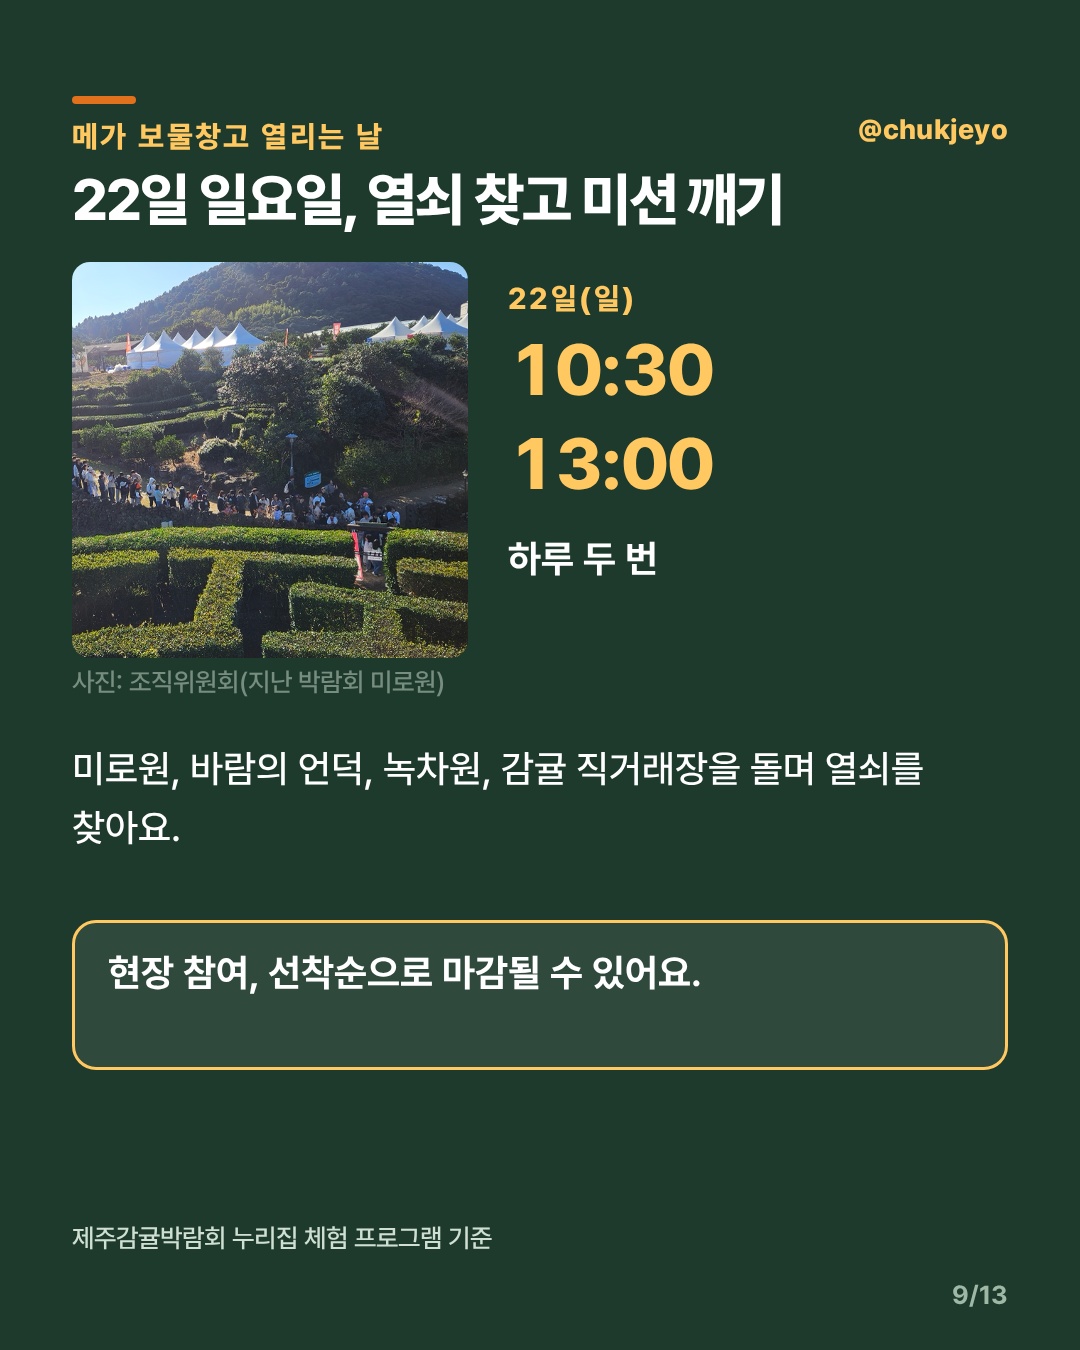 메가 보물창고 열리는 날
@chukjeyo
22일 일요일, 열쇠 찾고 미션 깨기
22일(일)
10:30
13:00
하루 두 번
사진: 조직위원회(지난 박람회 미로원)
미로원, 바람의 언덕, 녹차원, 감귤 직거래장을 돌며 열쇠를
찾아요.
현장 참여, 선착순으로 마감될 수 있어요.
제주감귤박람회 누리집 체험 프로그램 기준
9/13